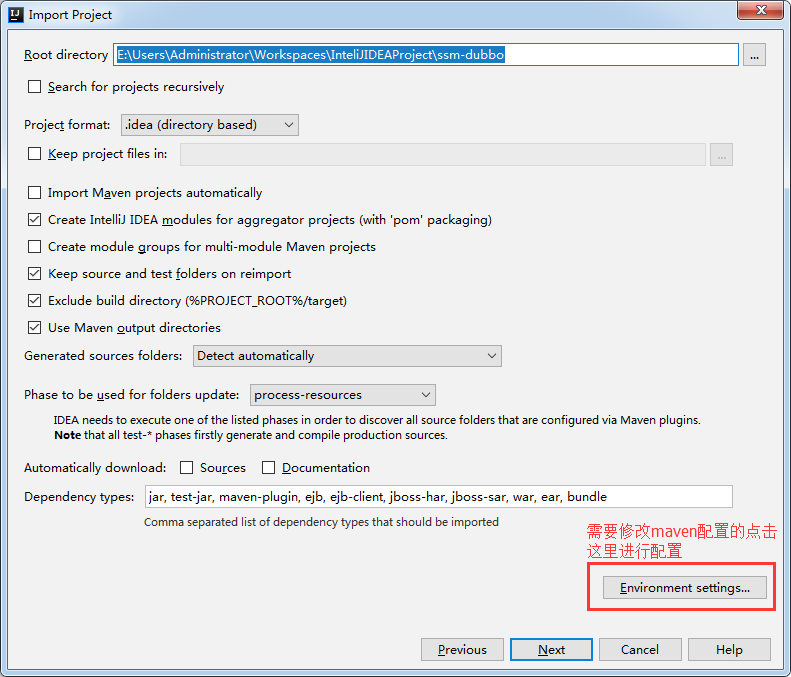 Import Project
Root directory E:\Users\Administrator\Workspaces\InteliJIDEAProject\ssm-dubbo ...
Search for projects recursively
Project format: .idea (directory based)
Keep project files in: ...
Import Maven projects automatically
Create IntelliJ IDEA modules for aggregator projects (with 'pom' packaging)
Create module groups for multi-module Maven projects
Keep source and test folders on reimport
Exclude build directory (%PROJECT_ROOT%/target)
Use Maven output directories
Generated sources folders: Detect automatically
Phase to be used for folders update: process-resources
IDEA needs to execute one of the listed phases in order to discover all source folders that are configured via Maven plugins.
Note that all test-* phases firstly generate and compile production sources.
Automatically download: Sources Documentation
Dependency types: jar, test-jar, maven-plugin, ejb, ejb-client, jboss-har, jboss-sar, war, ear, bundle
Comma separated list of dependency types that should be imported
需要修改maven配置的点击
这里进行配置
Environment settings...
Previous Next Cancel Help